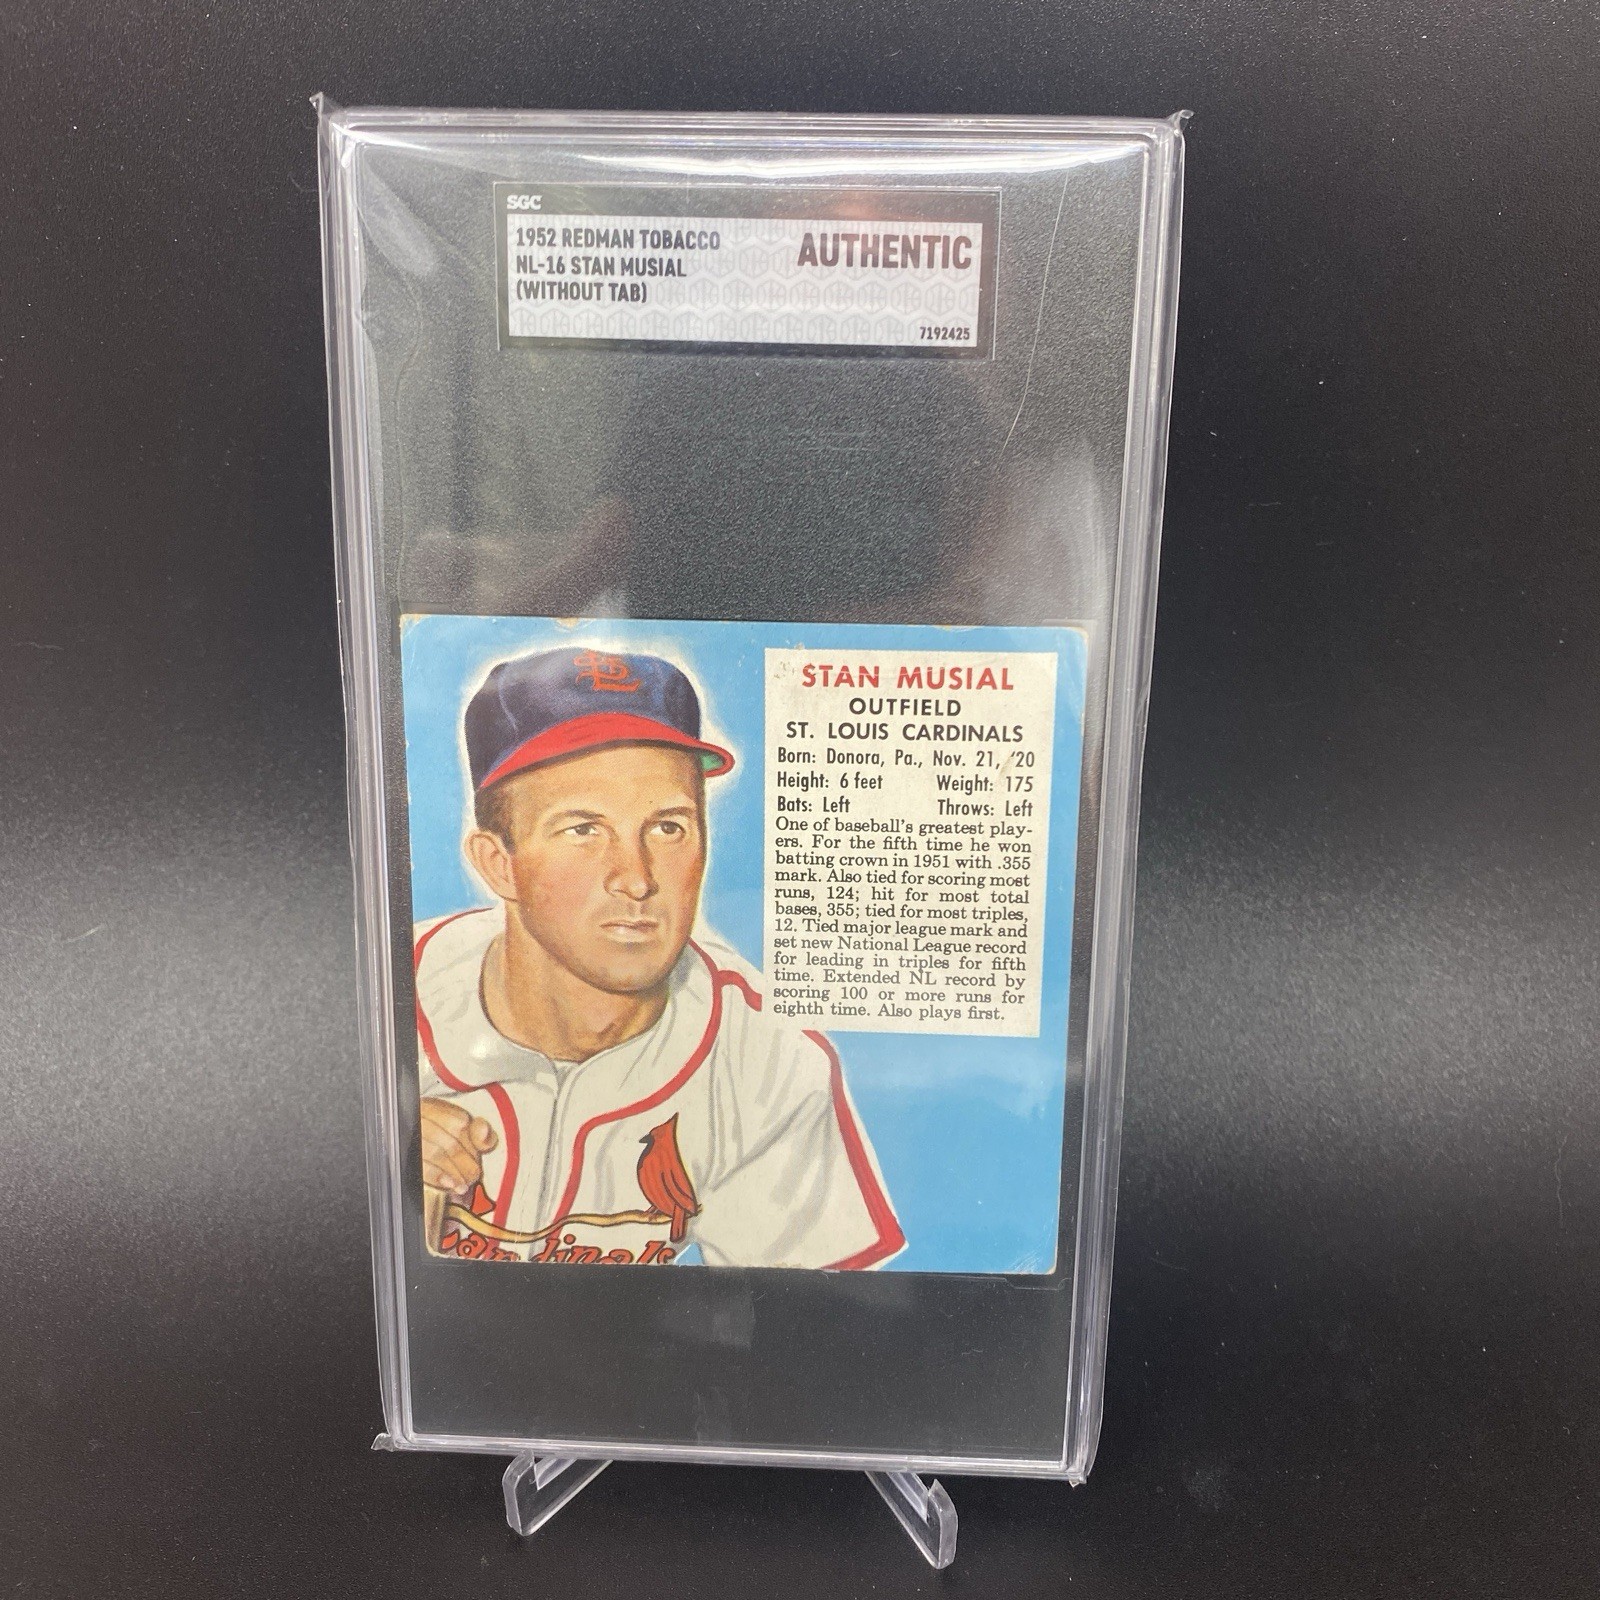 SGC
1952 REDMAN TOBACCO
NL-16 STAN MUSIAL
(WITHOUT TAB)
AUTHENTIC
7192425
STL
STAN MUSIAL
OUTFIELD
ST. LOUIS CARDINALS
Born: Donora, Pa., Nov. 21, '20
Height: 6 feet Weight: 175
Bats: Left Throws: Left
One of baseball's greatest play-
ers. For the fifth time he won
batting crown in 1951 with .355
mark. Also tied for scoring most
runs, 124; hit for most total
bases, 355; tied for most triples,
12. Tied major league mark and
set new National League record
for leading in triples for fifth
time. Extended NL record by
scoring 100 or more runs for
eighth time. Also plays first.
Cardinals